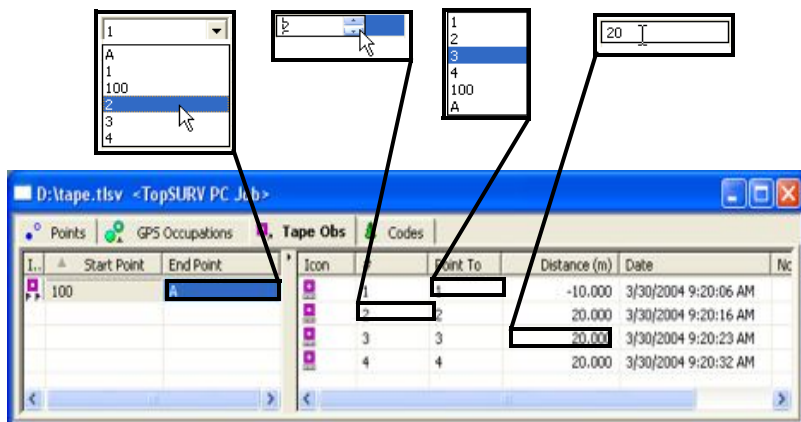 1
A
1
100
2
3
4
1
2
3
4
100
A
20
D:\tape.tlsv <TopSURV PC Job>
Points GPS Occupations Tape Obs Codes
I.. Start Point End Point Icon Point To Distance (m) Date Nc
100 A 1 1 -10.000 3/30/2004 9:20:06 AM
2 2 20.000 3/30/2004 9:20:16 AM
3 3 20.000 3/30/2004 9:20:23 AM
4 4 20.000 3/30/2004 9:20:32 AM